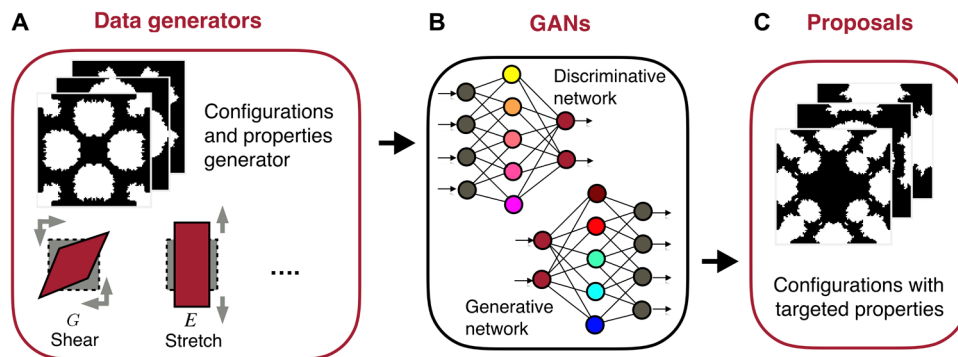 A Data generators
Configurations
and properties
generator
G
Shear
E
Stretch
....
B GANs
Discriminative
network
Generative
network
C Proposals
Configurations with
targeted properties